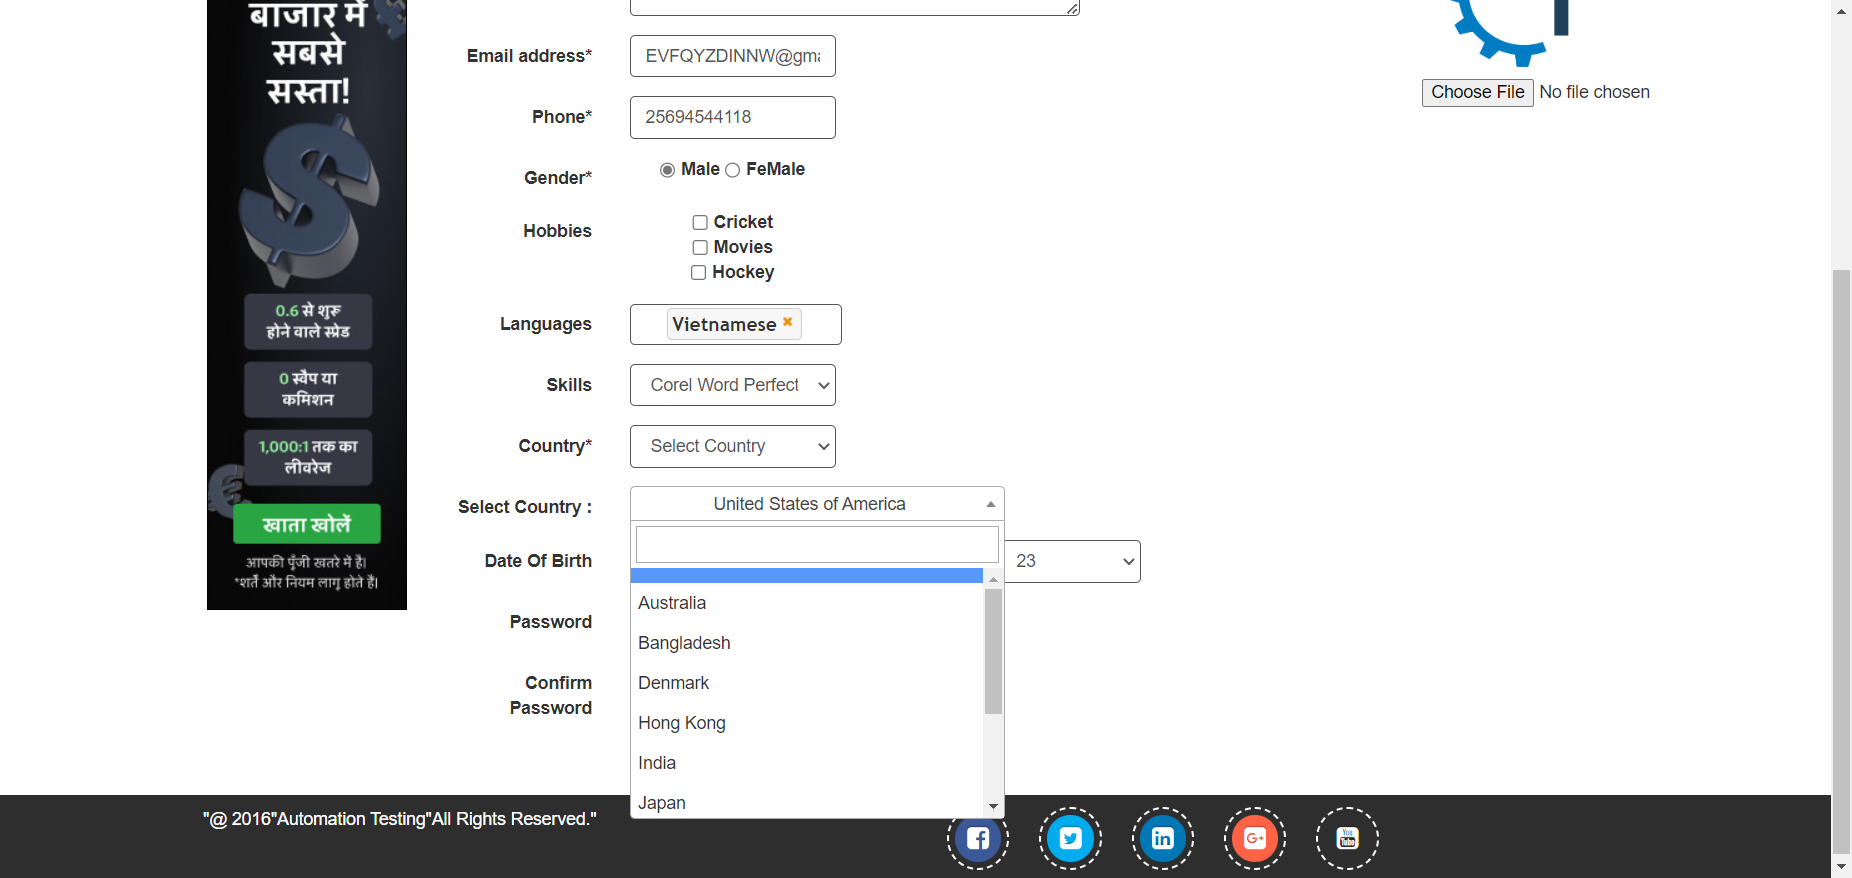 बाजार में
सबसे
सस्ता!
0.6 से शुरू
होने वाले स्प्रेड
0 स्वैप या
कमिशन
1,000:1 तक का
लीवरेज
खाता खोलें
आपकी पूँजी खतरे में है।
*शर्तें और नियम लागू होते हैं।
Email address*
EVFQYZDINNW@gma
Phone*
25694544118
Gender*
Male
FeMale
Hobbies
Cricket
Movies
Hockey
Languages
Vietnamese
Skills
Corel Word Perfect
Country*
Select Country
Select Country :
United States of America
Date Of Birth
23
Australia
Bangladesh
Denmark
Hong Kong
India
Japan
Password
Confirm
Password
Choose File No file chosen
"@ 2016"Automation Testing"All Rights Reserved."
You
Tube